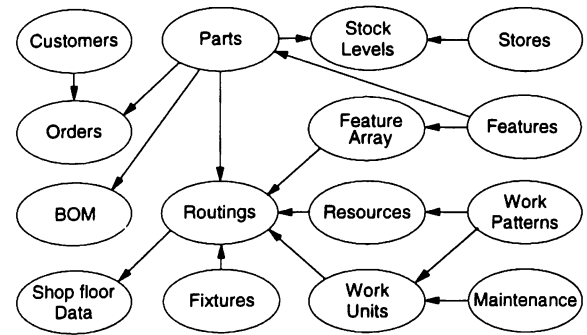 Customers
Parts
Stock
Levels
Stores
Orders
Feature
Array
Features
BOM
Routings
Resources
Work
Patterns
Shop floor
Data
Fixtures
Work
Units
Maintenance